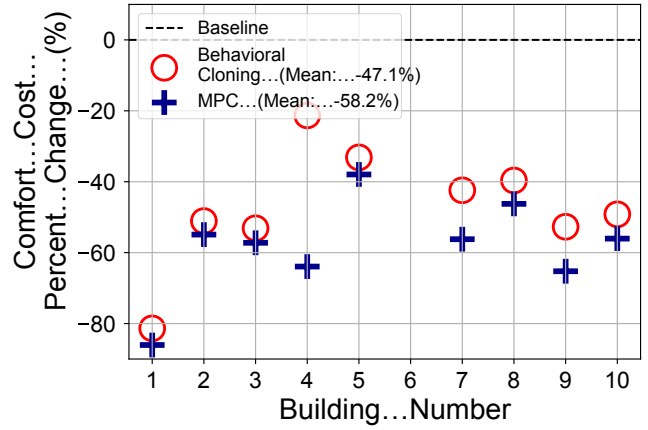 Baseline
Behavioral
Cloning…(Mean:…-47.1%)
MPC…(Mean:…-58.2%)
Comfort…Cost…
Percent…Change…(%)
0
−20
−40
−60
−80
1 2 3 4 5 6 7 8 9 10
Building…Number